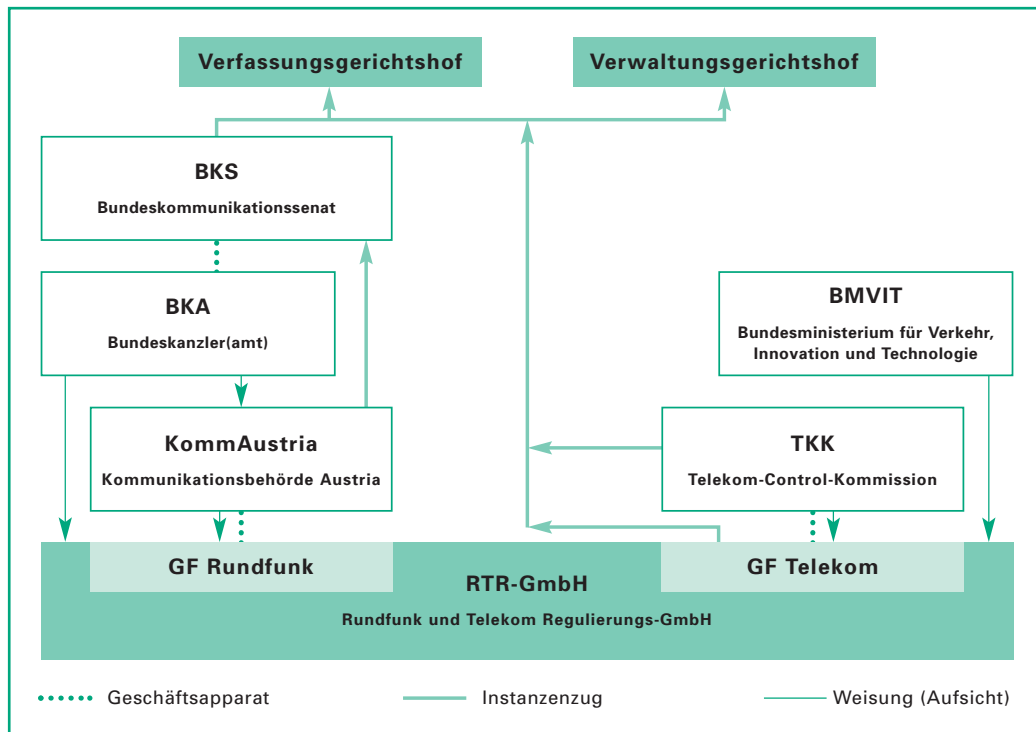 Verfassungsgerichtshof
Verwaltungsgerichtshof
BKS
Bundeskommunikationssenat
BKA
Bundeskanzler(amt)
BMVIT
Bundesministerium für Verkehr,
Innovation und Technologie
KommAustria
Kommunikationsbehörde Austria
TKK
Telekom-Control-Kommission
GF Rundfunk
GF Telekom
RTR-GmbH
Rundfunk und Telekom Regulierungs-GmbH
Geschäftsapparat
Instanzenzug
Weisung (Aufsicht)